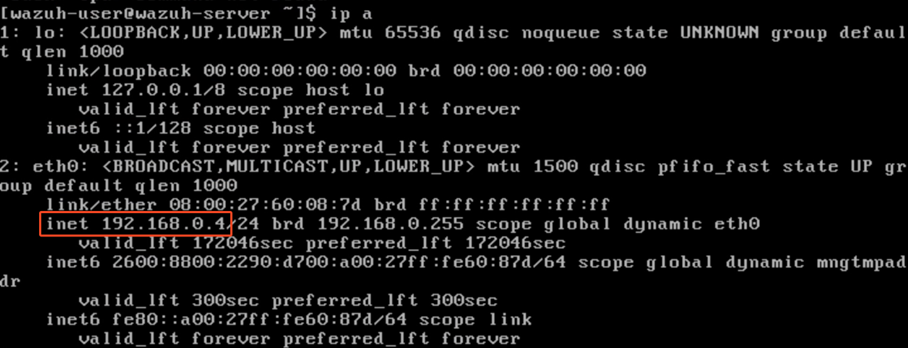 [wazuh-user@wazuh-server ~]$ ip a
1: lo: <LOOPBACK,UP,LOWER_UP> mtu 65536 qdisc noqueue state UNKNOWN group defaul
t qlen 1000
link/loopback 00:00:00:00:00:00 brd 00:00:00:00:00:00
inet 127.0.0.1/8 scope host lo
valid_lft forever preferred_lft forever
inet6 ::1/128 scope host
valid_lft forever preferred_lft forever
2: eth0: <BROADCAST,MULTICAST,UP,LOWER_UP> mtu 1500 qdisc pfifo_fast state UP gr
oup default qlen 1000
link/ether 08:00:27:60:08:7d brd ff:ff:ff:ff:ff:ff
inet 192.168.0.4/24 brd 192.168.0.255 scope global dynamic eth0
valid_lft 172046sec preferred_lft 172046sec
inet6 2600:8800:2290:d700:a00:27ff:fe60:87d/64 scope global dynamic mngtmpad
dr
valid_lft 300sec preferred_lft 300sec
inet6 fe80::a00:27ff:fe60:87d/64 scope link
valid_lft forever preferred_lft forever